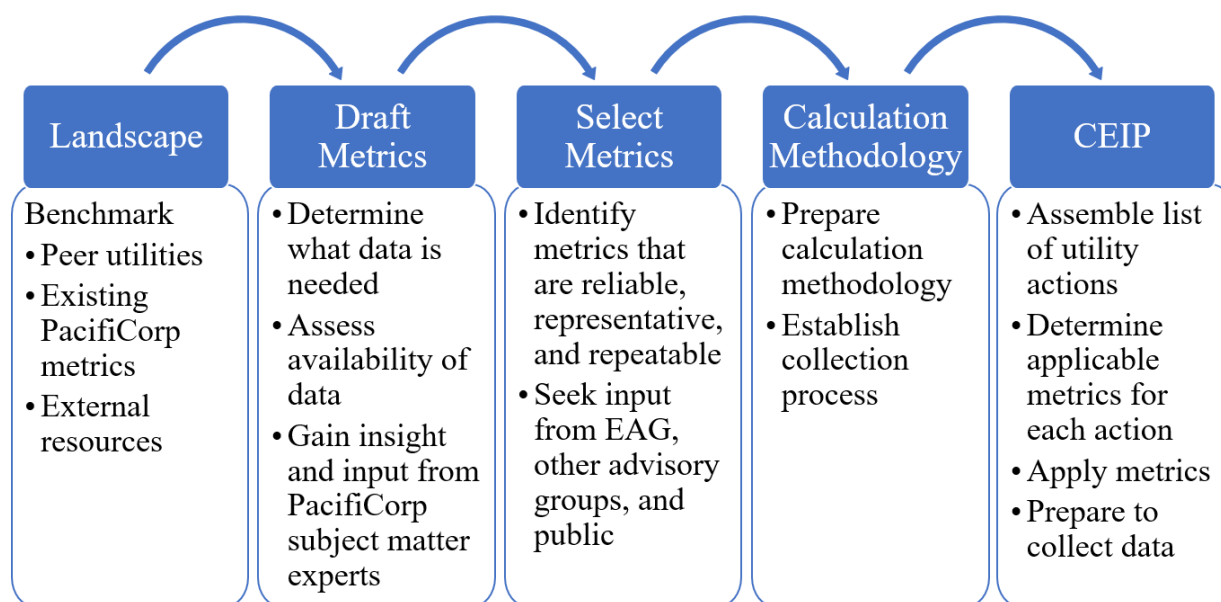 Landscape
Benchmark
• Peer utilities
• Existing
PacifiCorp
metrics
• External
resources
Draft
Metrics
• Determine
what data is
needed
• Assess
availability of
data
• Gain insight
and input from
PacifiCorp
subject matter
experts
Select
Metrics
• Identify
metrics that
are reliable,
representative,
and repeatable
• Seek input
from EAG,
other advisory
groups, and
public
Calculation
Methodology
• Prepare
calculation
methodology
• Establish
collection
process
CEIP
• Assemble list
of utility
actions
• Determine
applicable
metrics for
each action
• Apply metrics
• Prepare to
collect data